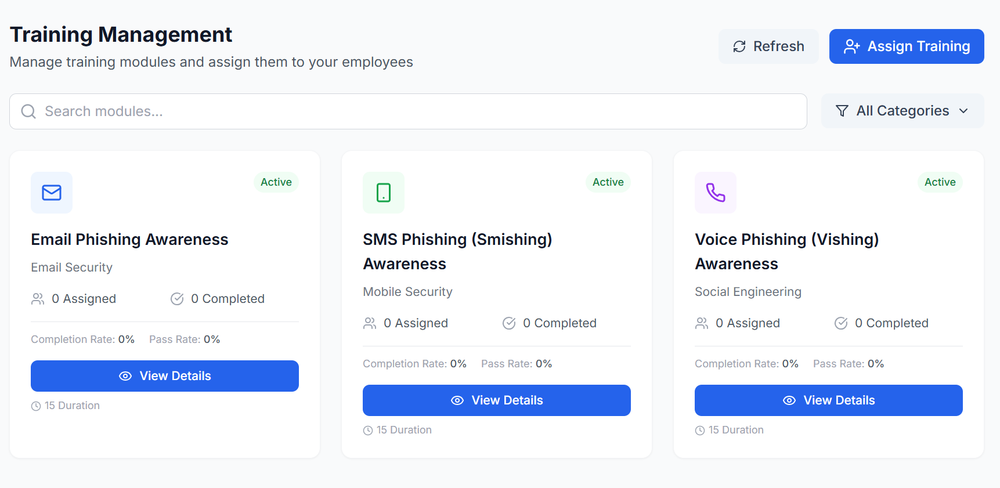 Training Management
Manage training modules and assign them to your employees
Refresh
Assign Training
Search modules...
All Categories
Active
Email Phishing Awareness
Email Security
0 Assigned
0 Completed
Completion Rate: 0%
Pass Rate: 0%
View Details
15 Duration
Active
SMS Phishing (Smishing)
Awareness
Mobile Security
0 Assigned
0 Completed
Completion Rate: 0%
Pass Rate: 0%
View Details
15 Duration
Active
Voice Phishing (Vishing)
Awareness
Social Engineering
0 Assigned
0 Completed
Completion Rate: 0%
Pass Rate: 0%
View Details
15 Duration